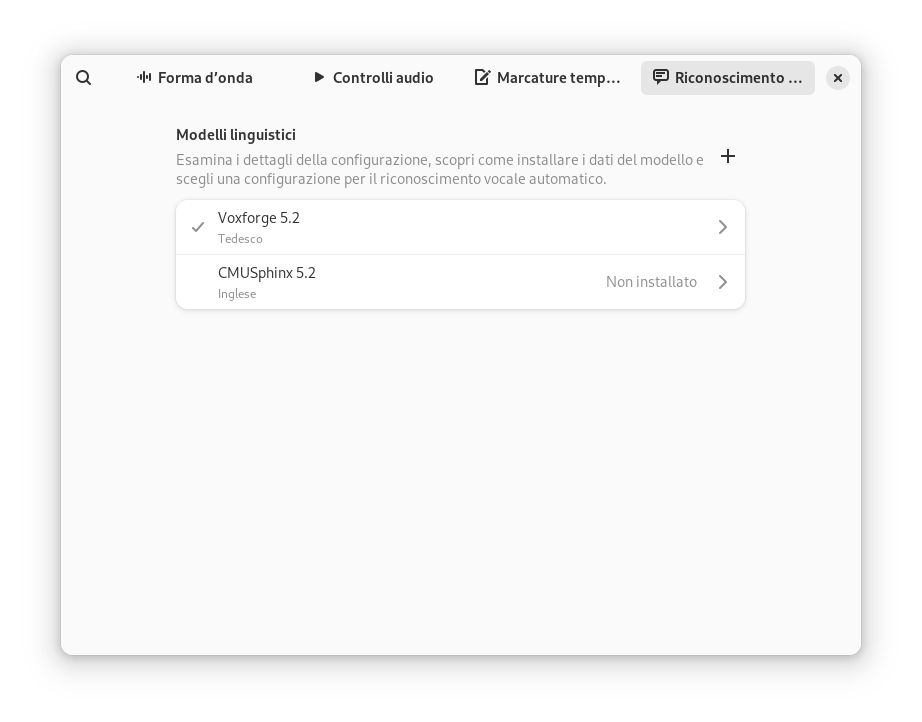 Forma d’onda
Controlli audio
Marcature temp…
Riconoscimento …
Modelli linguistici
Esamina i dettagli della configurazione, scopri come installare i dati del modello e
scegli una configurazione per il riconoscimento vocale automatico.
Voxforge 5.2
Tedesco
CMUSphinx 5.2
Inglese
Non installato